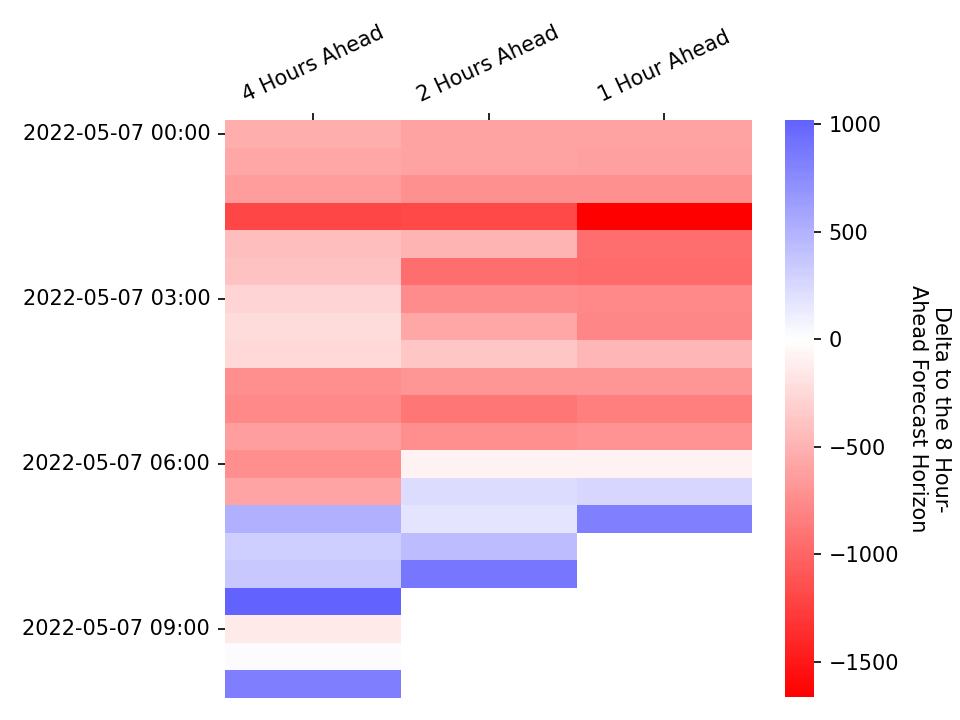 4 Hours Ahead
2 Hours Ahead
1 Hour Ahead
2022-05-07 00:00
2022-05-07 03:00
2022-05-07 06:00
2022-05-07 09:00
1000
500
0
−500
−1000
−1500
Delta to the 8 Hour-
Ahead Forecast Horizon